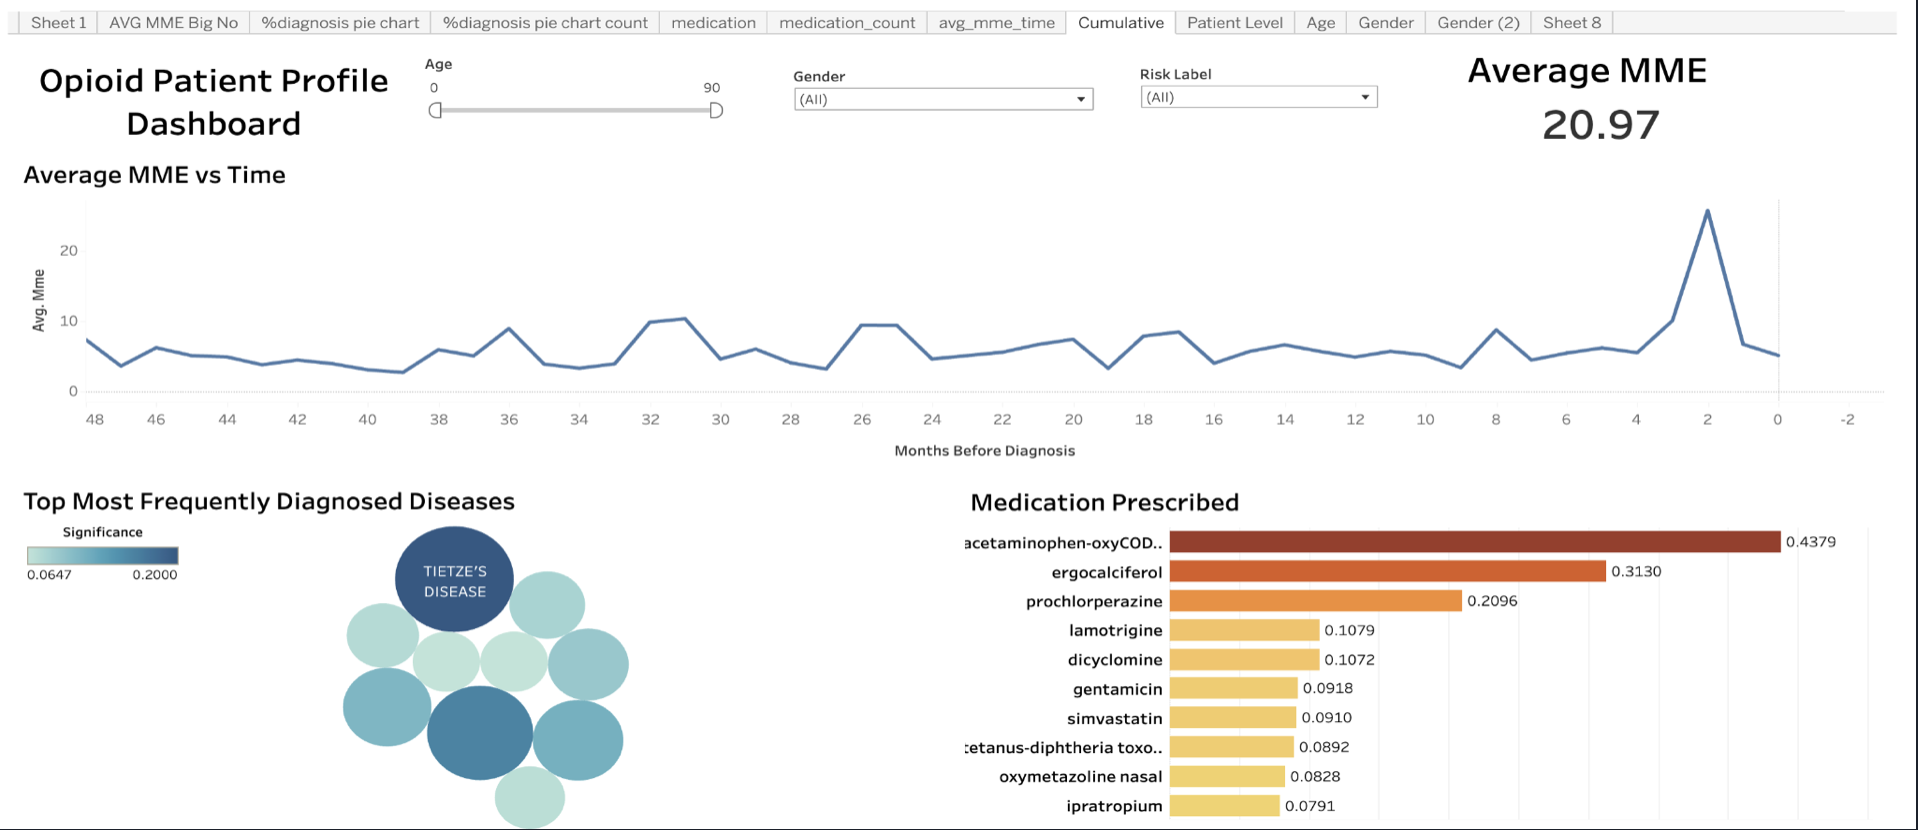 Sheet 1 AVG MME Big No %diagnosis pie chart %diagnosis pie chart count medication medication_count avg_mme_time Cumulative Patient Level Age Gender Gender (2) Sheet 8
Opioid Patient Profile
Dashboard
Age
0 90
Gender
(All)
Risk Label
(All)
Average MME
20.97
Average MME vs Time
Avg. Mme
20
10
0
48 46 44 42 40 38 36 34 32 30 28 26 24 22 20 18 16 14 12 10 8 6 4 2 0 -2
Months Before Diagnosis
Top Most Frequently Diagnosed Diseases
Significance
0.0647 0.2000
TIETZE'S
DISEASE
Medication Prescribed
acetaminophen-oxyCOD.. 0.4379
ergocalciferol 0.3130
prochlorperazine 0.2096
lamotrigine 0.1079
dicyclomine 0.1072
gentamicin 0.0918
simvastatin 0.0910
tetanus-diphtheria toxo.. 0.0892
oxymetazoline nasal 0.0828
ipratropium 0.0791